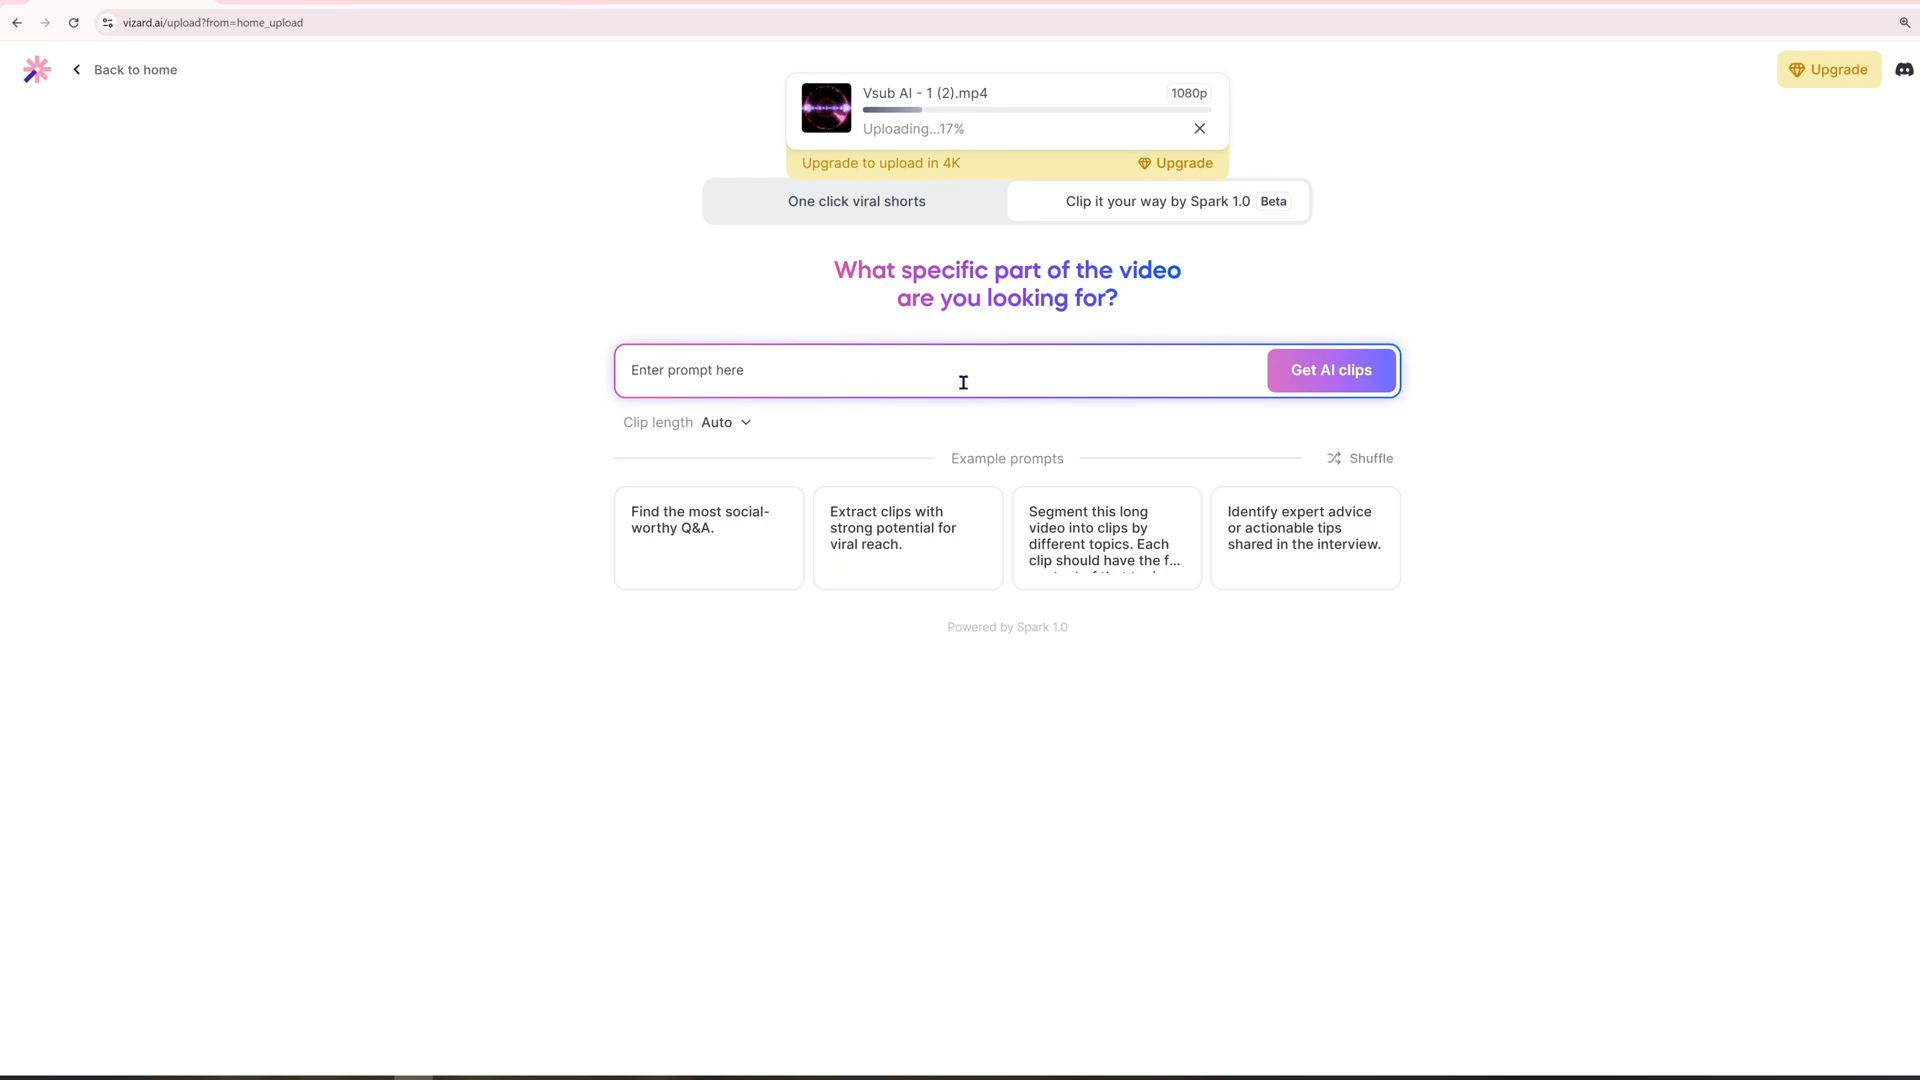 vizard.ai/upload?from=home_upload
Back to home
Upgrade
Vsub AI - 1 (2).mp4
1080p
Uploading...17%
Upgrade to upload in 4K
Upgrade
One click viral shorts
Clip it your way by Spark 1.0 Beta
What specific part of the video
are you looking for?
Enter prompt here
Get AI clips
Clip length Auto
Example prompts
Shuffle
Find the most social-
worthy Q&A.
Extract clips with
strong potential for
viral reach.
Segment this long
video into clips by
different topics. Each
clip should have the f...
Identify expert advice
or actionable tips
shared in the interview.
Powered by Spark 1.0